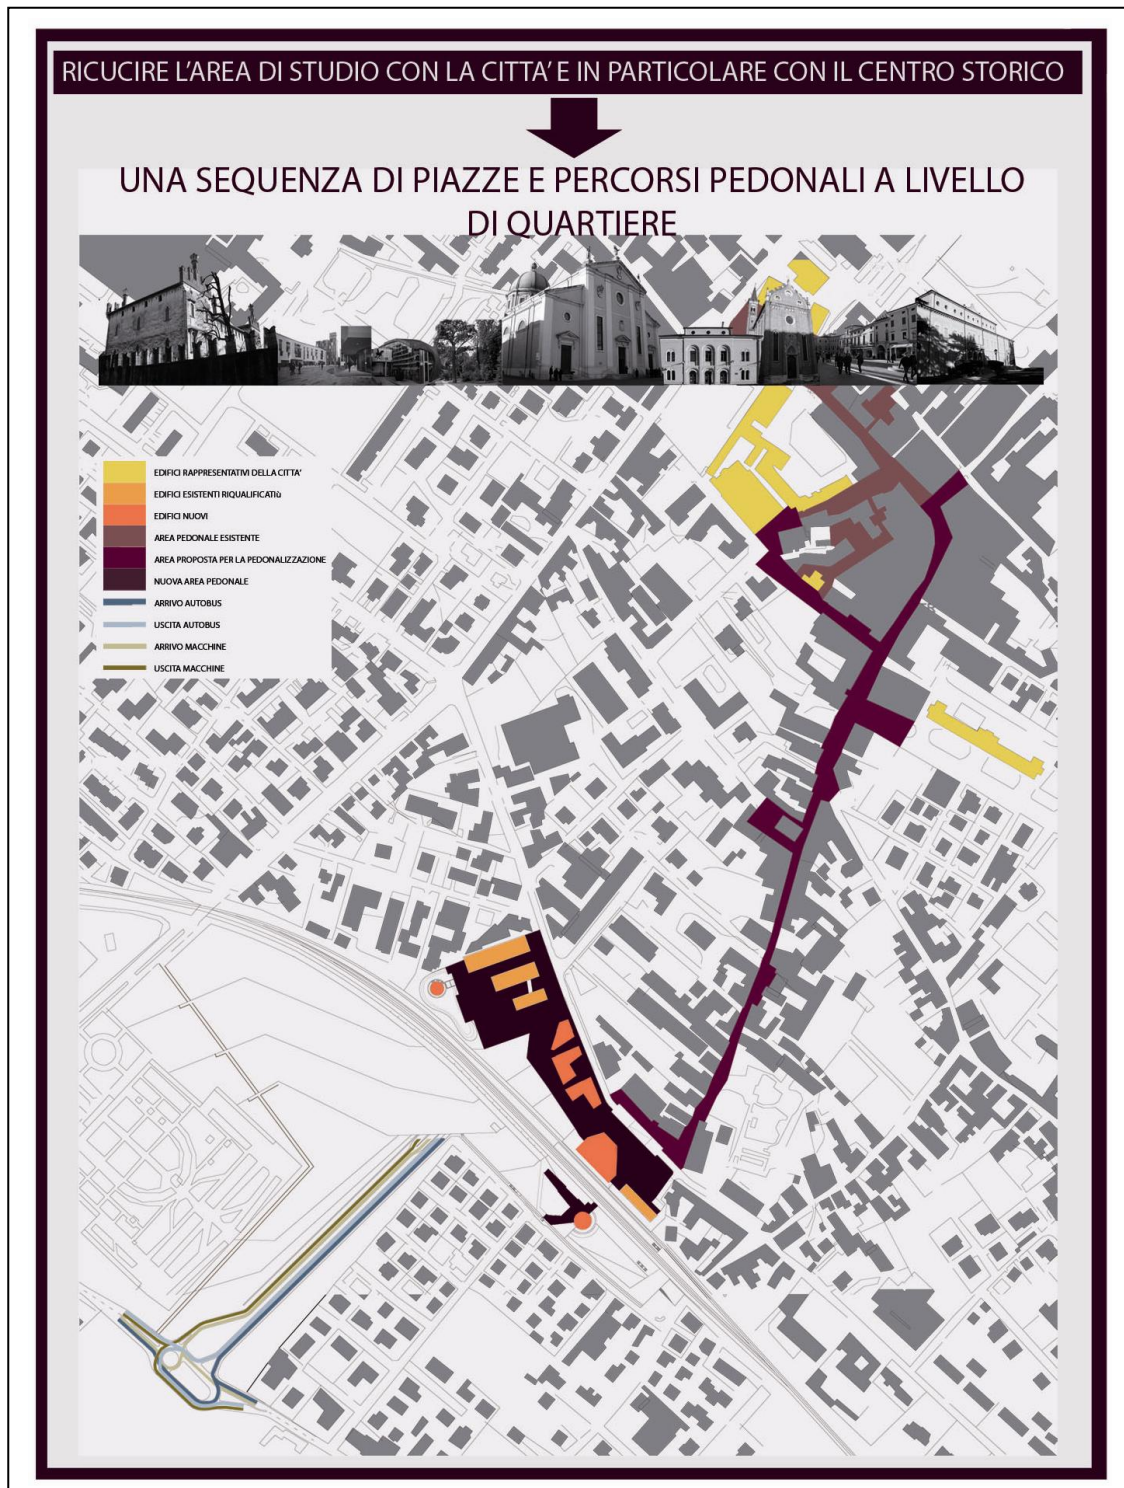 RICUCIRE L'AREA DI STUDIO CON LA CITTA' E IN PARTICOLARE CON IL CENTRO STORICO
UNA SEQUENZA DI PIAZZE E PERCORSI PEDONALI A LIVELLO
DI QUARTIERE
EDIFICI RAPPRESENTATIVI DELLA CITTA'
EDIFICI ESISTENTI RIQUALIFICATIù
EDIFICI NUOVI
AREA PEDONALE ESISTENTE
AREA PROPOSTA PER LA PEDONALIZZAZIONE
NUOVA AREA PEDONALE
ARRIVO AUTOBUS
USCITA AUTOBUS
ARRIVO MACCHINE
USCITA MACCHINE